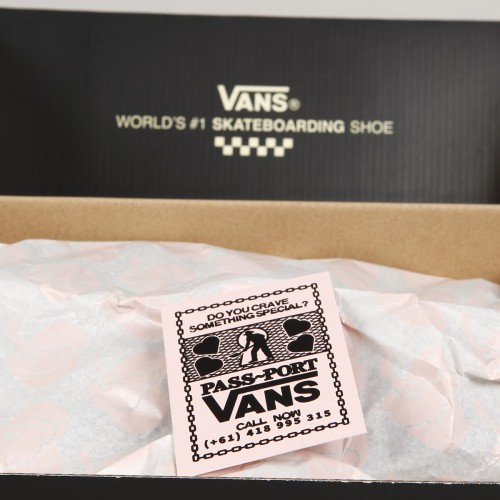 VANS®
WORLD'S #1 SKATEBOARDING SHOE
DO YOU CRAVE
SOMETHING SPECIAL?
PASS~PORT
VANS
CALL NOW
(+61) 418 995 315